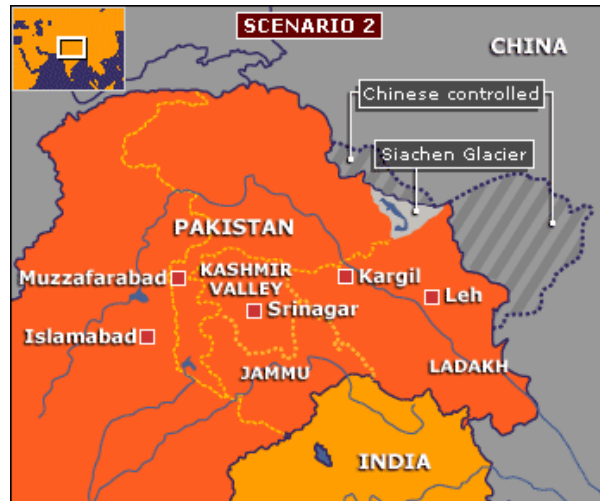 SCENARIO 2
CHINA
Chinese controlled
Siachen Glacier
PAKISTAN
Muzzafarabad
KASHMIR
VALLEY
Kargil
Leh
Srinagar
Islamabad
JAMMU
LADAKH
INDIA